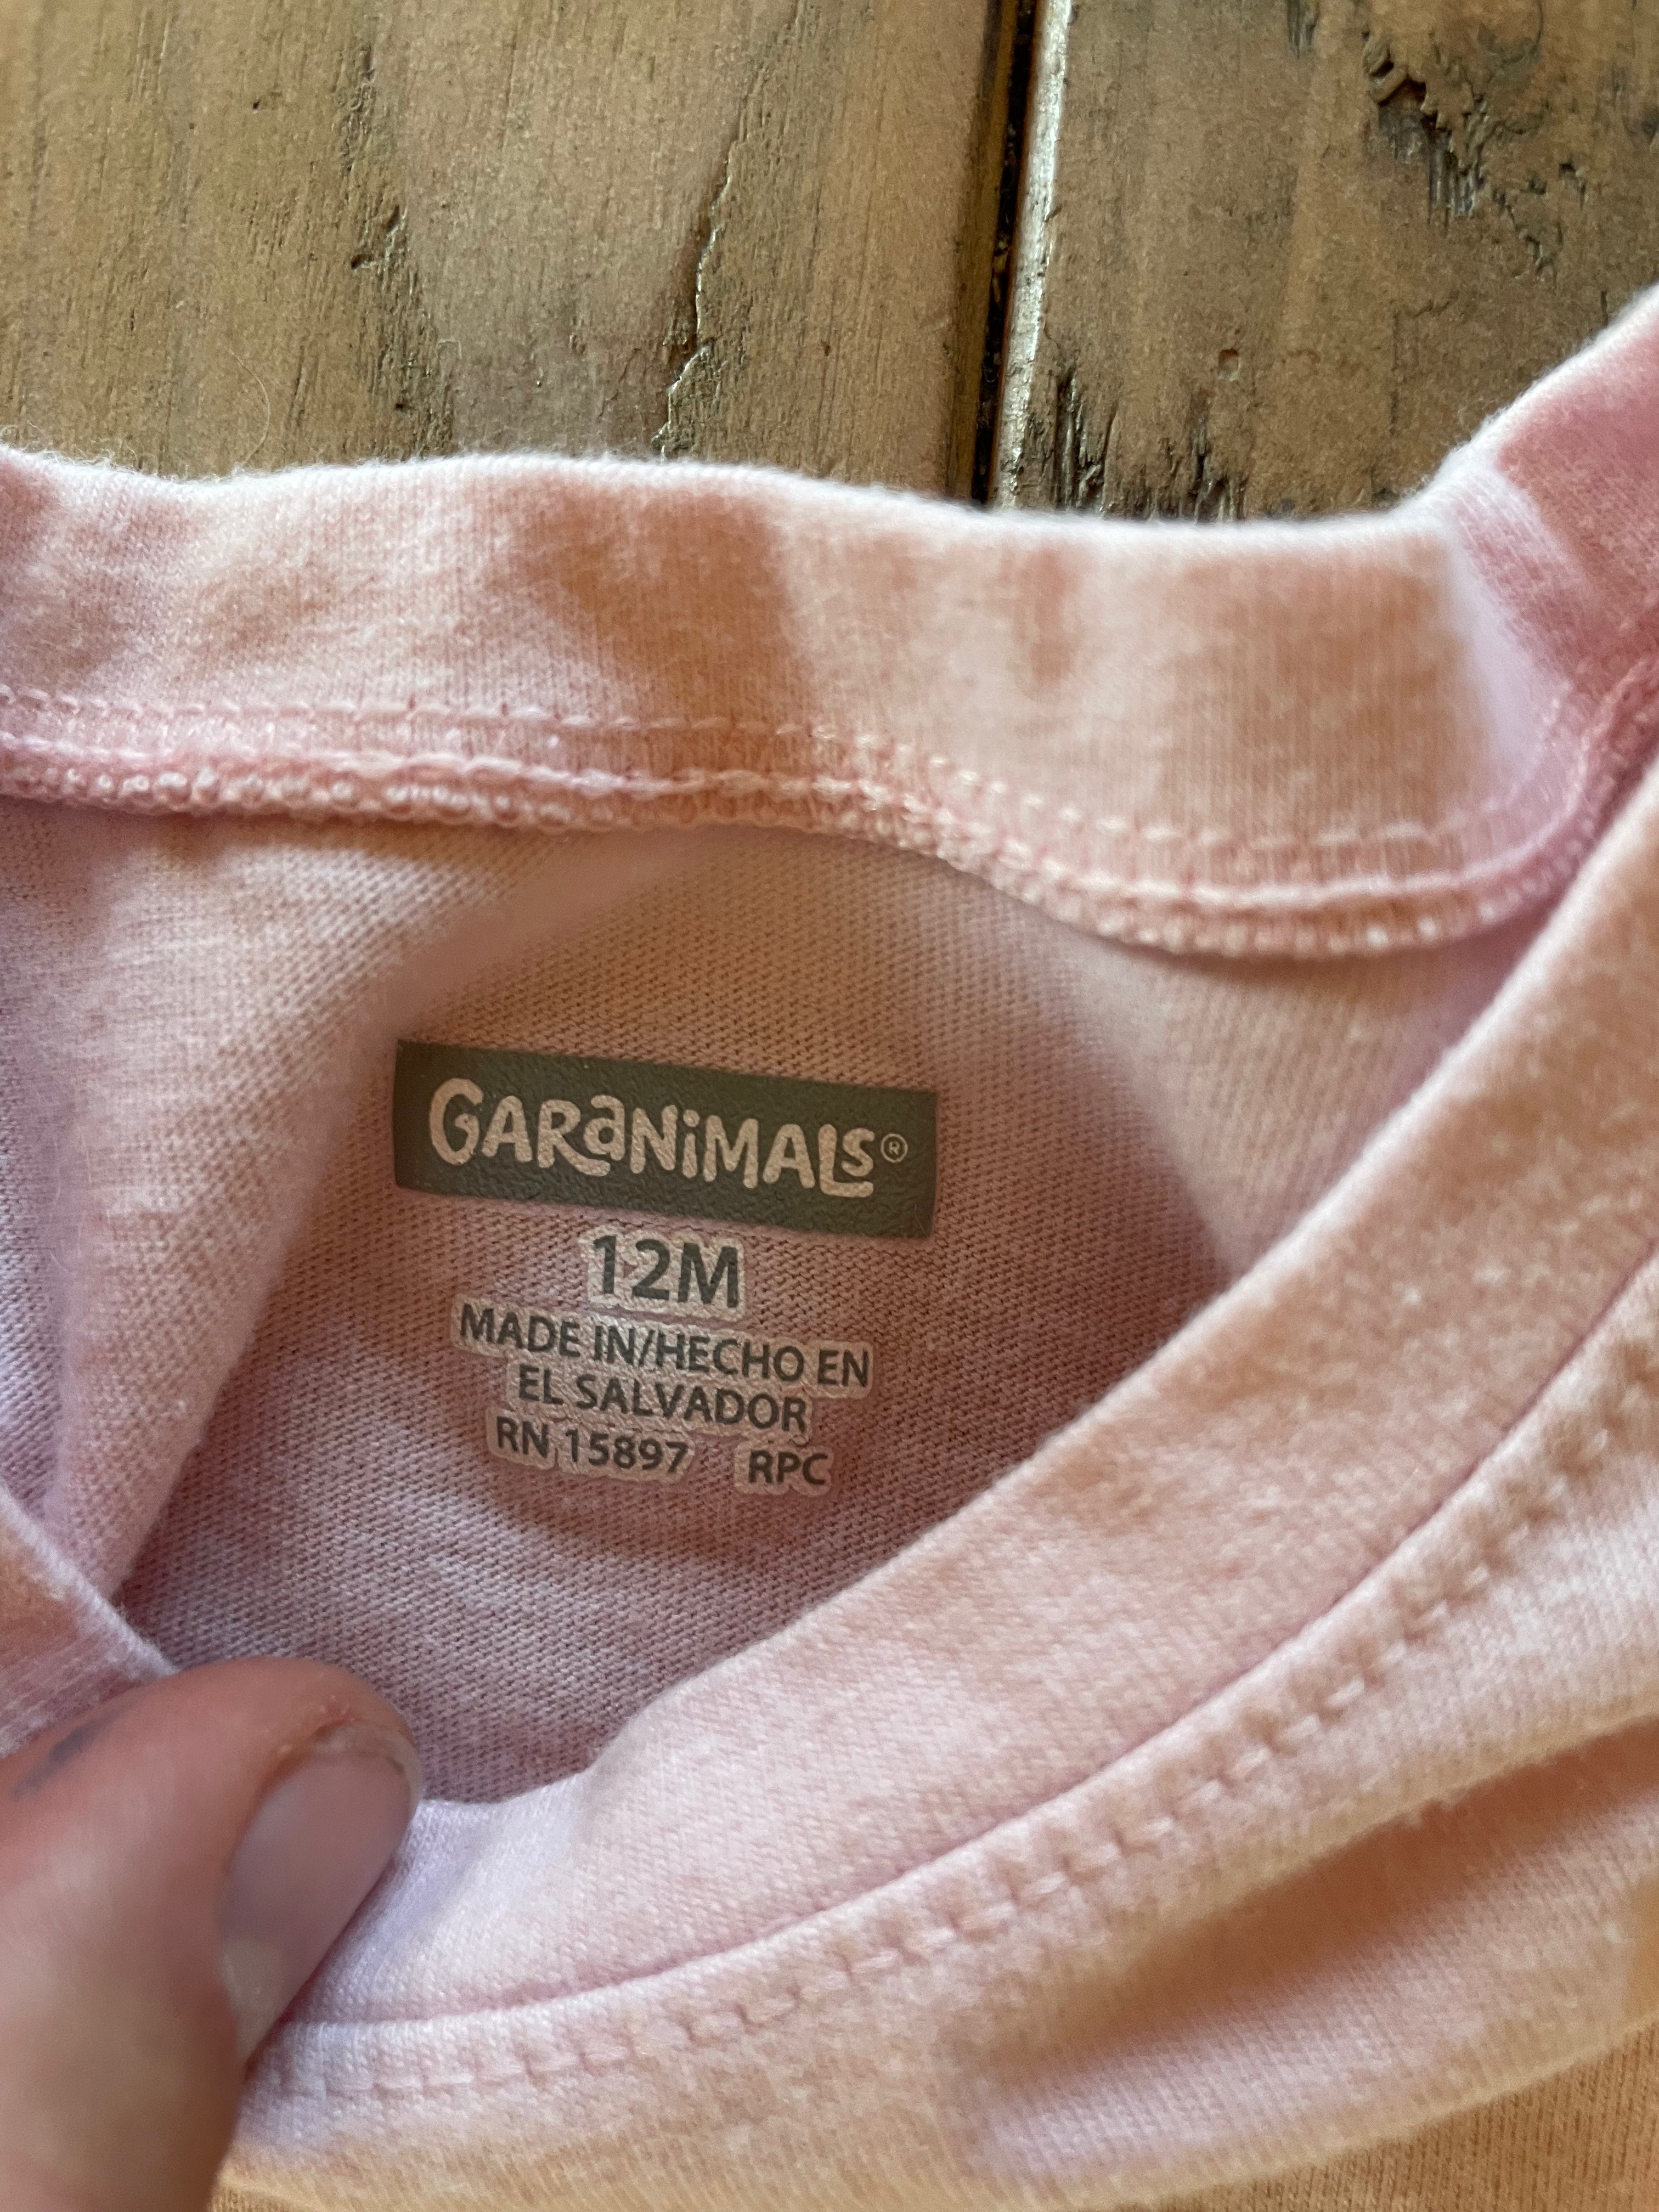 GARaNiMALS®
12M
MADE IN/HECHO EN
EL SALVADOR
RN 15897 RPC